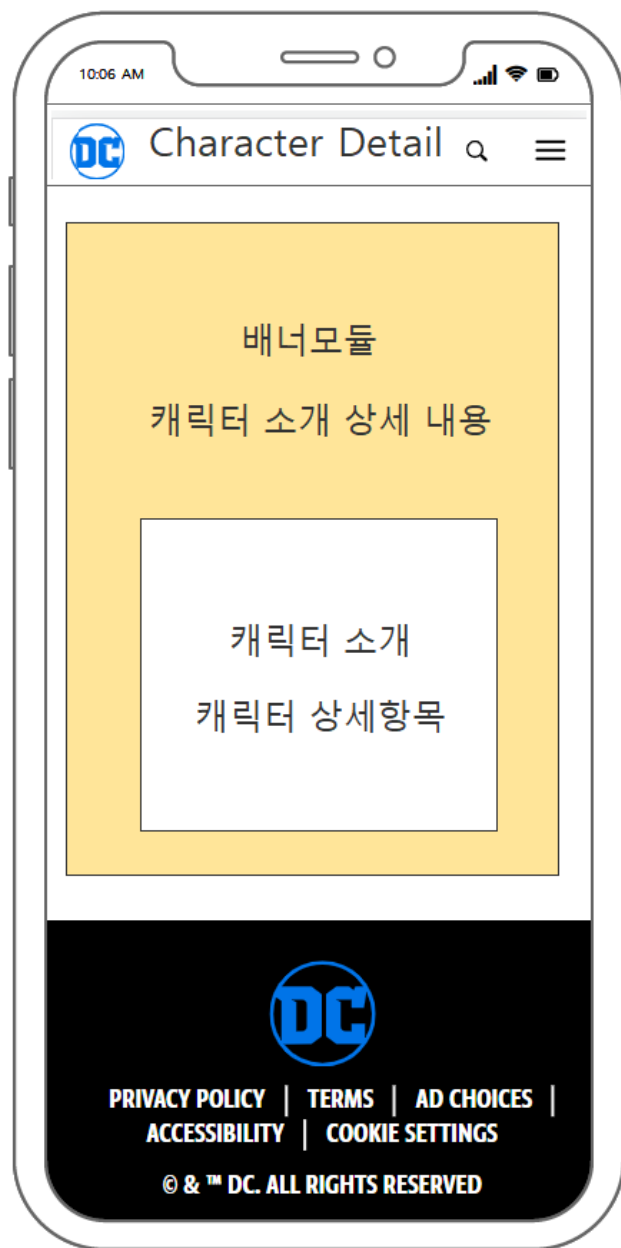 10:06 AM
DC Character Detail
배너모듈
캐릭터 소개 상세 내용
캐릭터 소개
캐릭터 상세항목
DC
PRIVACY POLICY | TERMS | AD CHOICES |
ACCESSIBILITY | COOKIE SETTINGS
© & ™ DC. ALL RIGHTS RESERVED